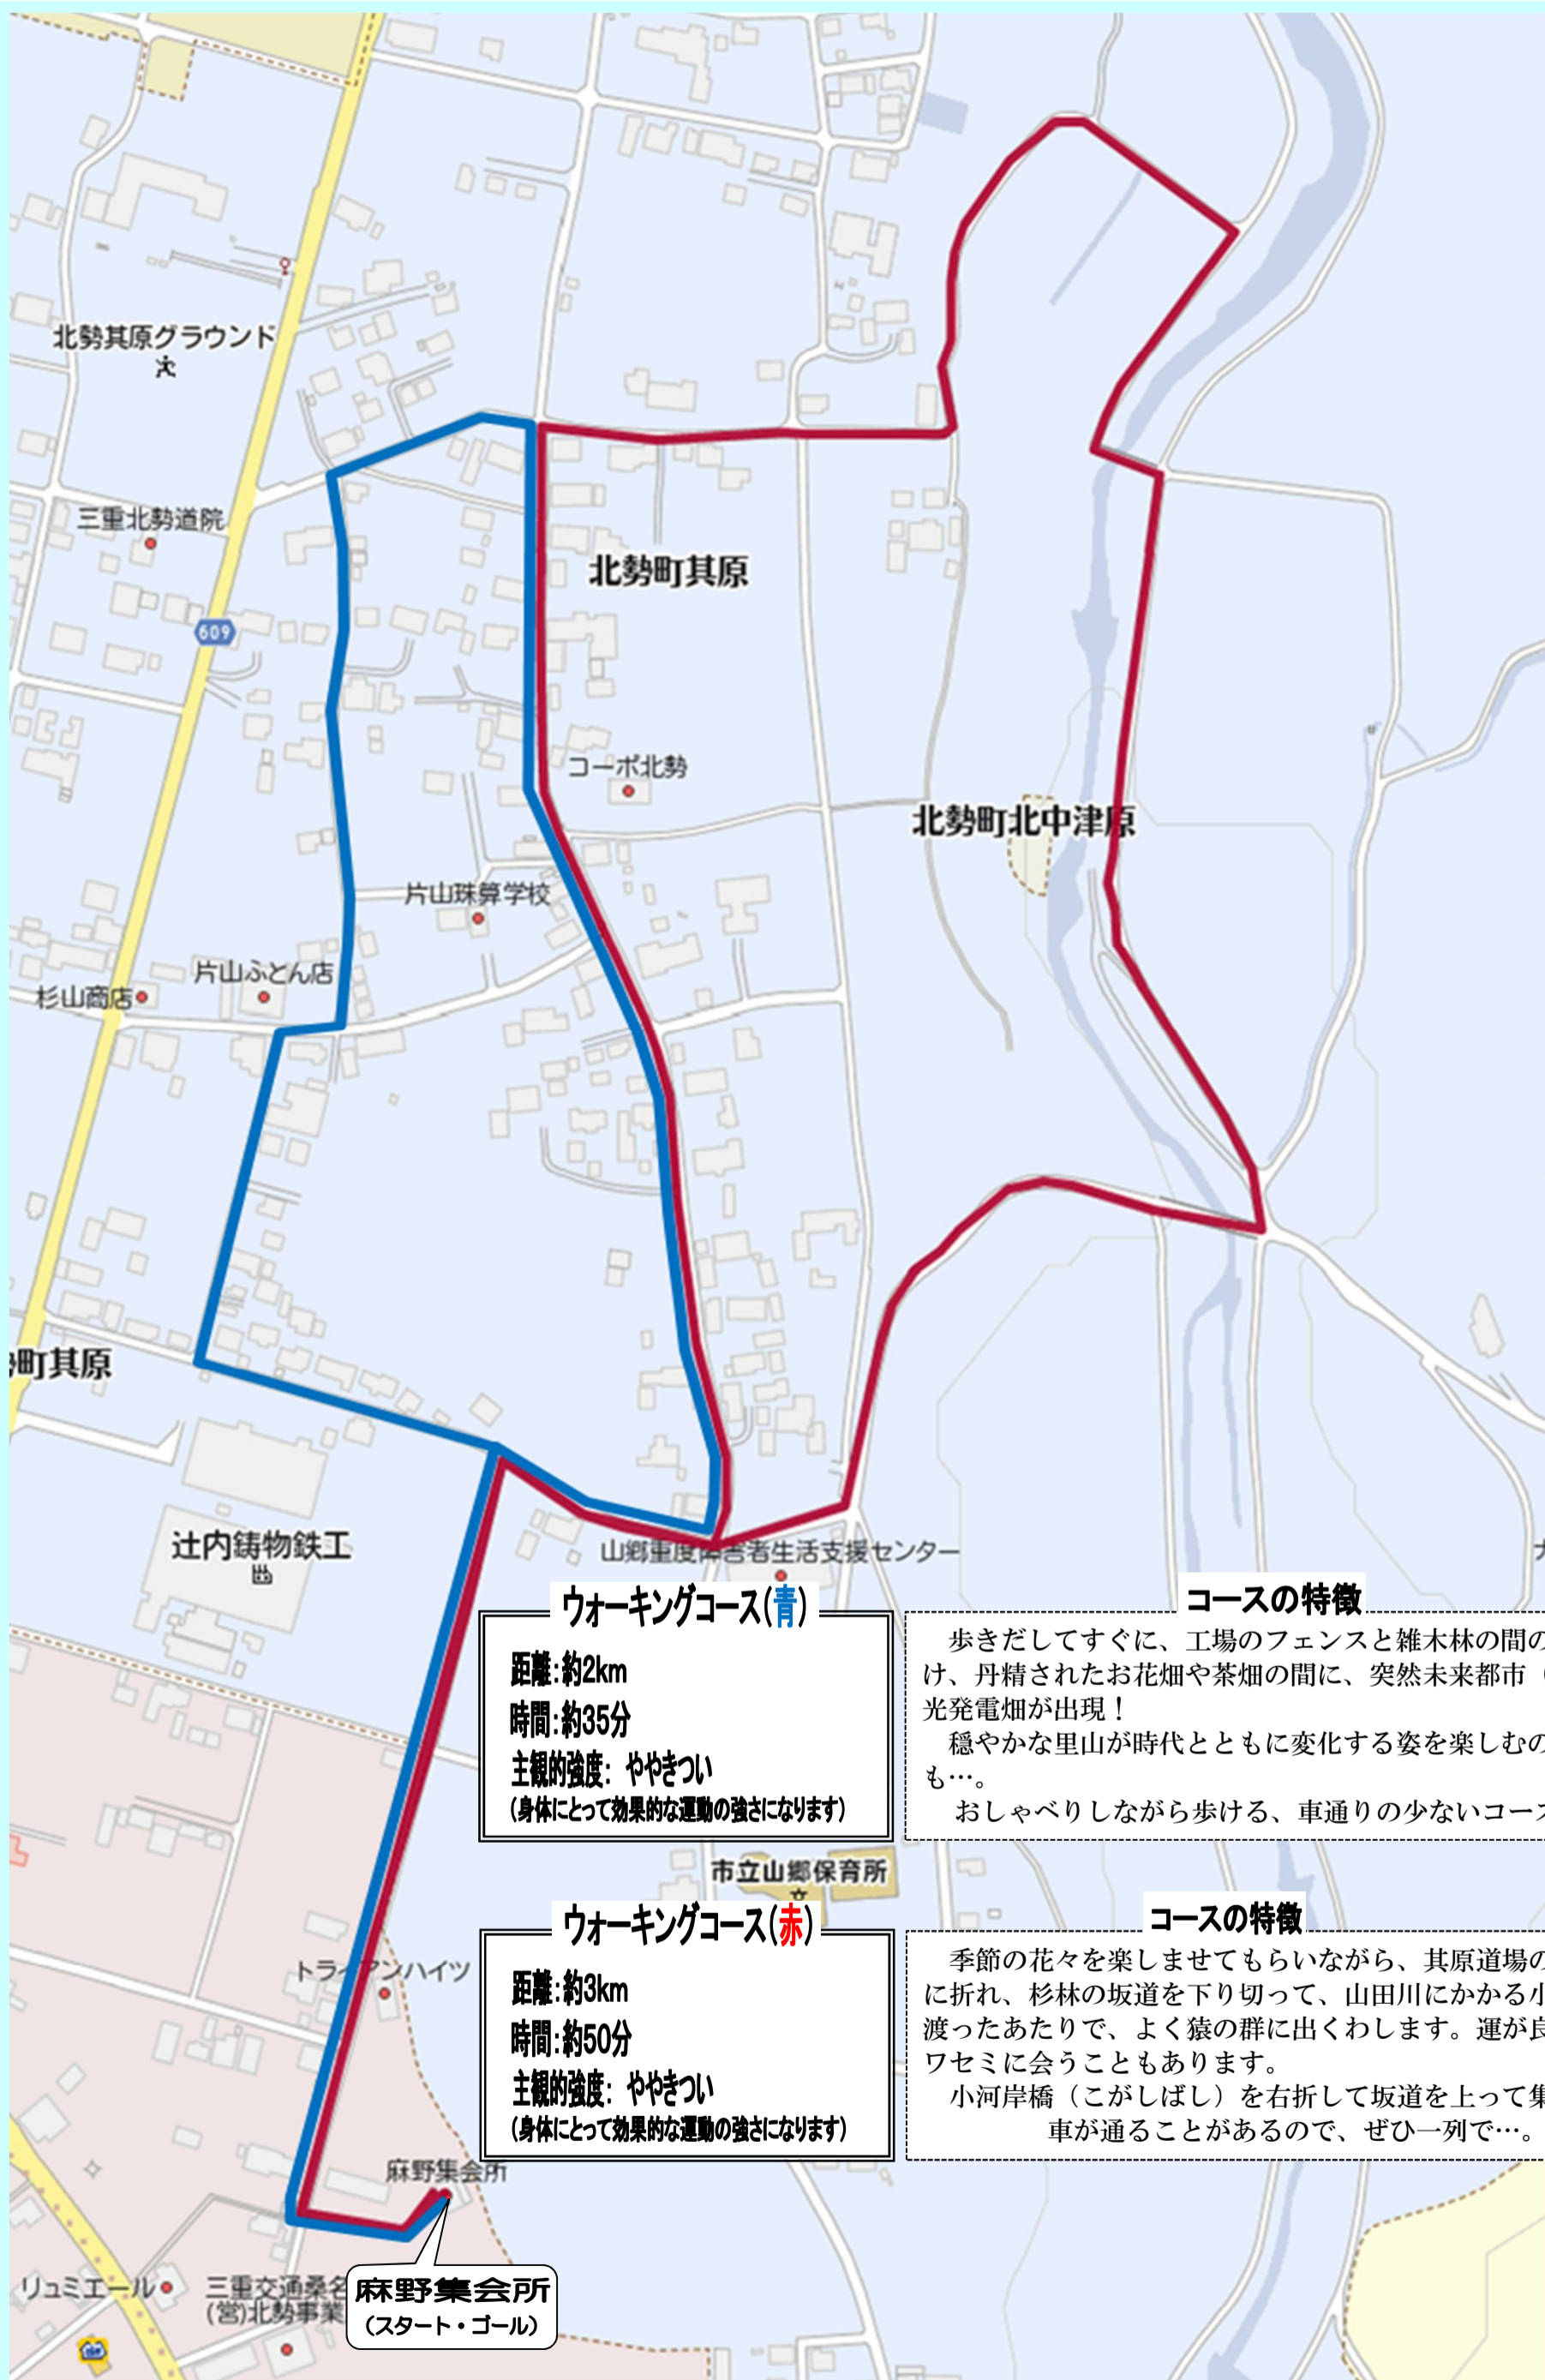 北勢其原グラウンド
三重北勢道院
609
北勢町其原
コーポ北勢
北勢町北中津原
片山珠算学校
片山ふとん店
杉山商店
町其原
辻内鋳物鉄工
山郷重度障害者生活支援センター
ウォーキングコース(青)
距離:約2km
時間:約35分
主観的強度: ややきつい
(身体にとって効果的な運動の強さになります)
コースの特徴
歩きだしてすぐに、工場のフェンスと雑木林の間の
け、丹精されたお花畑や茶畑の間に、突然未来都市
光発電畑が出現!
穏やかな里山が時代とともに変化する姿を楽しむの
も…。
おしゃべりしながら歩ける、車通りの少ないコース
市立山郷保育所
ウォーキングコース(赤)
距離:約3km
時間:約50分
主観的強度: ややきつい
(身体にとって効果的な運動の強さになります)
コースの特徴
季節の花々を楽しませてもらいながら、其原道場の
に折れ、杉林の坂道を下り切って、山田川にかかる小
渡ったあたりで、よく猿の群に出くわします。運が良
ワセミに会うこともあります。
小河岸橋(こがしばし)を右折して坂道を上って集
車が通ることがあるので、ぜひ一列で…。
トライアンハイツ
麻野集会所
麻野集会所
(スタート・ゴール)
リュミエール
三重交通桑名
(営)北勢事業